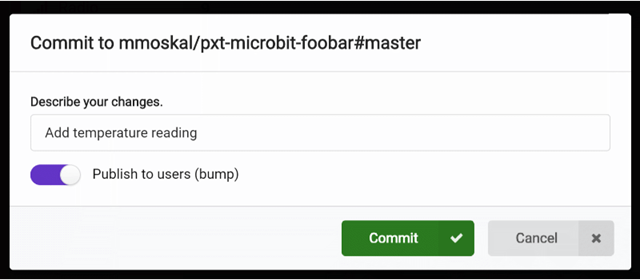 Commit to mmoskal/pxt-microbit-foobar#master
Describe your changes.
Add temperature reading
Publish to users (bump)
Commit
Cancel